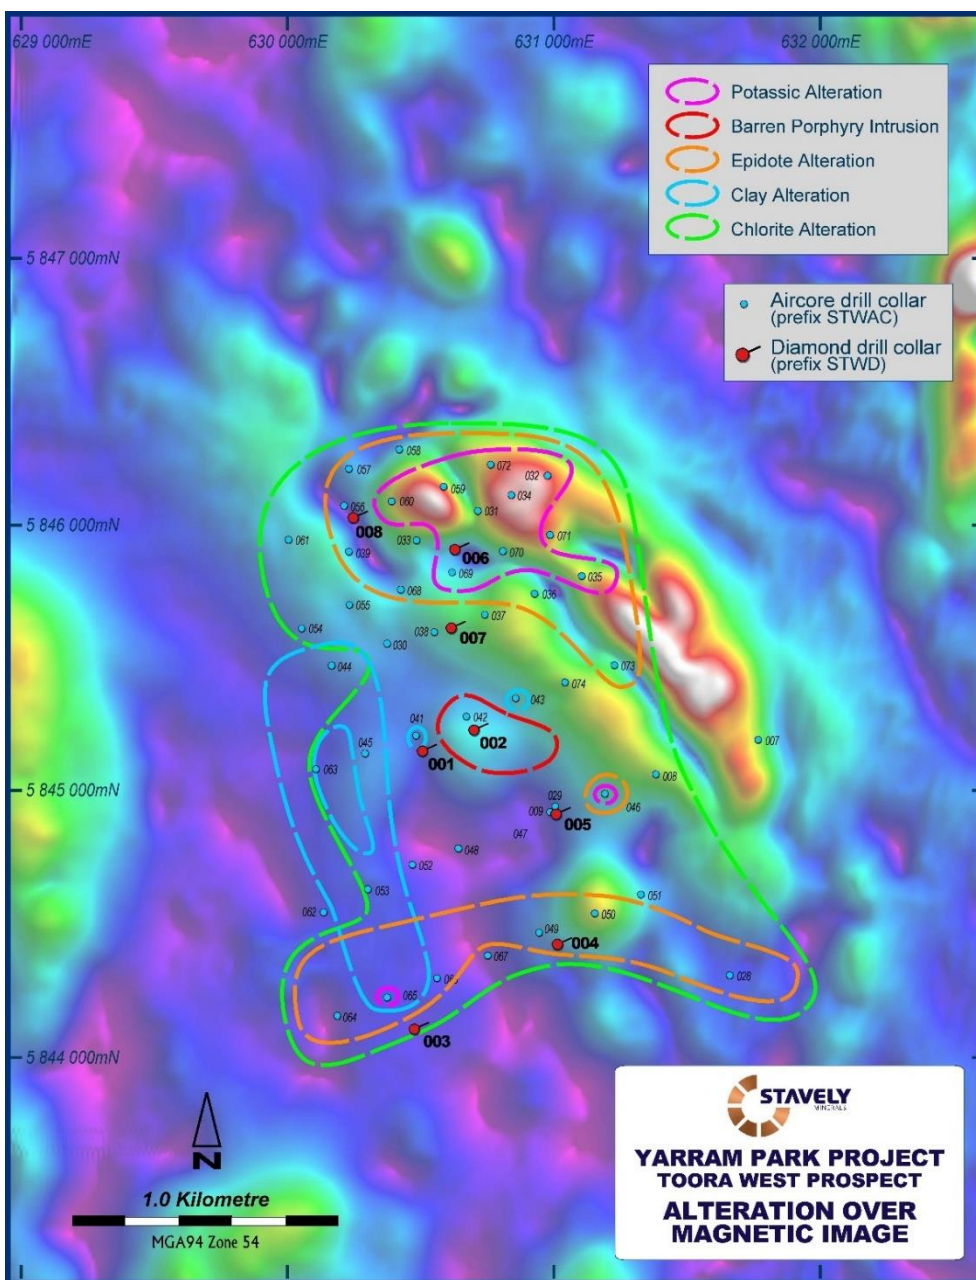 629 000mE
630 000mE
631 000mE
632 000mE
Potassic Alteration
Barren Porphyry Intrusion
Epidote Alteration
Clay Alteration
Chlorite Alteration
5 847 000mN
Aircore drill collar
(prefix STWAC)
Diamond drill collar
(prefix STWD)
058
057
072
032
059
060
034
056
031
5 846 000mN
008
061
033
071
039
006
070
069
035
068
036
055
037
054
038
007
030
044
073
074
043
042
041
002
007
045
001
063
008
5 845 000mN
029
046
009
005
047
048
052
053
051
062
050
049
004
067
028
065
064
003
5 844 000mN
N
1.0 Kilometre
MGA94 Zone 54
STAVELY
MINERALS
YARRAM PARK PROJECT
TOORA WEST PROSPECT
ALTERATION OVER
MAGNETIC IMAGE